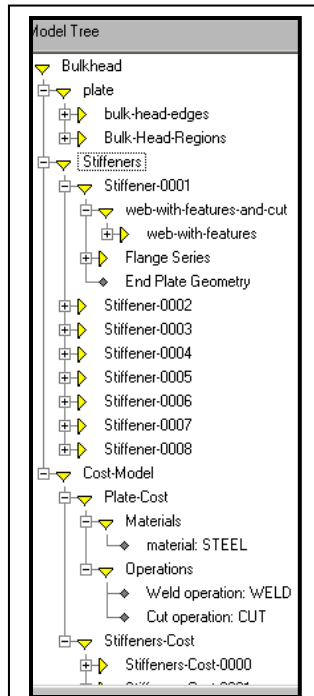 Model Tree
Bulkhead
plate
bulk-head-edges
Bulk-Head-Regions
Stiffeners
Stiffener-0001
web-with-features-and-cut
web-with-features
Flange Series
End Plate Geometry
Stiffener-0002
Stiffener-0003
Stiffener-0004
Stiffener-0005
Stiffener-0006
Stiffener-0007
Stiffener-0008
Cost-Model
Plate-Cost
Materials
material: STEEL
Operations
Weld operation: WELD
Cut operation: CUT
Stiffeners-Cost
Stiffeners-Cost-0000